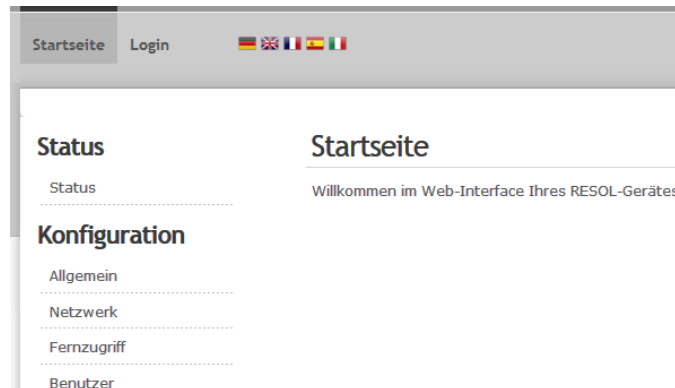 Startseite Login
Status
Status
Konfiguration
Allgemein
Netzwerk
Fernzugriff
Benutzer
Startseite
Willkommen im Web-Interface Ihres RESOL-Gerätes